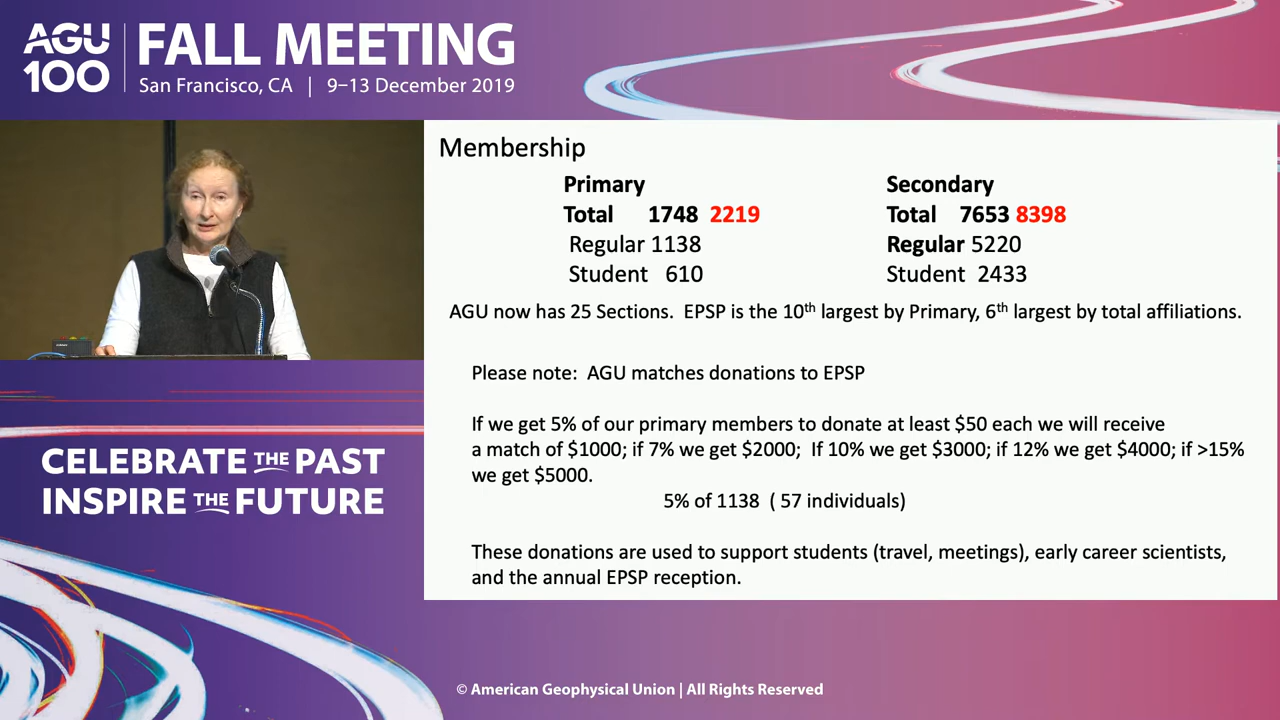 AGU
100
FALL MEETING
San Francisco, CA | 9–13 December 2019
Membership
Primary
Total 1748 2219
Regular 1138
Student 610
Secondary
Total 7653 8398
Regular 5220
Student 2433
AGU now has 25 Sections. EPSP is the 10th largest by Primary, 6th largest by total affiliations.
Please note: AGU matches donations to EPSP
If we get 5% of our primary members to donate at least $50 each we will receive
a match of $1000; if 7% we get $2000; If 10% we get $3000; if 12% we get $4000; if >15%
we get $5000.
5% of 1138 ( 57 individuals)
These donations are used to support students (travel, meetings), early career scientists,
and the annual EPSP reception.
CELEBRATE THE PAST
INSPIRE THE FUTURE
© American Geophysical Union | All Rights Reserved